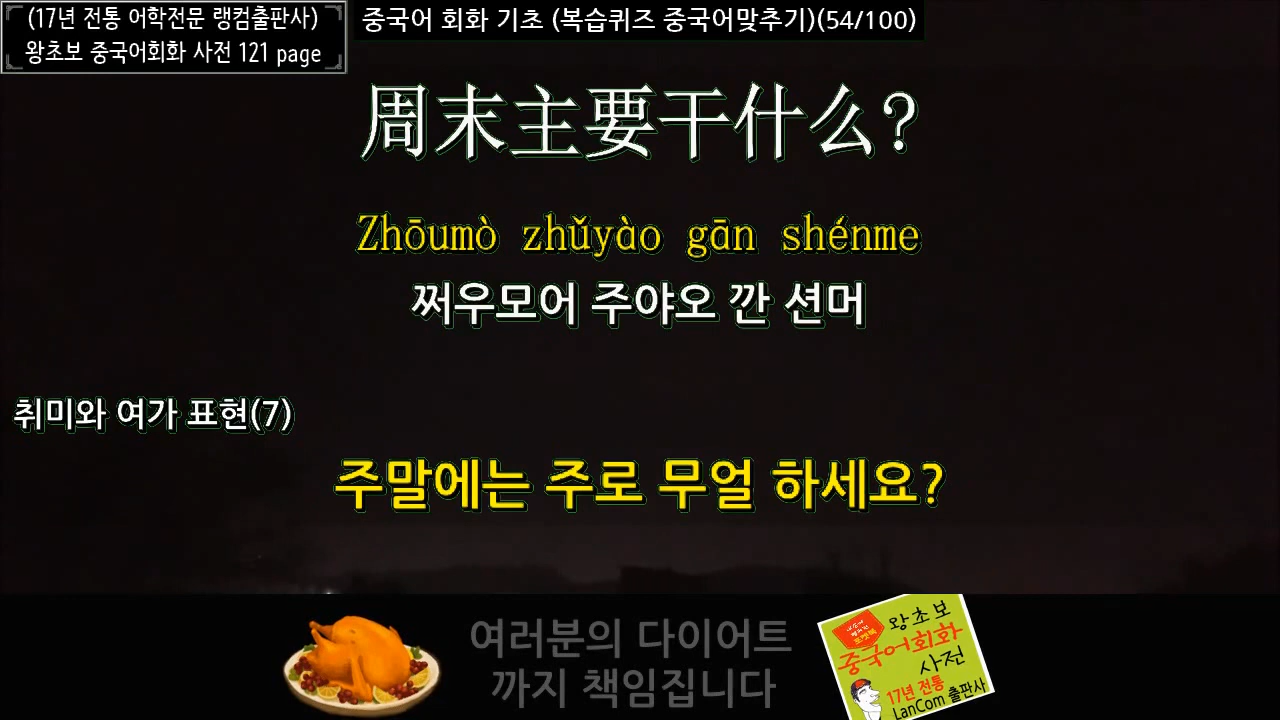 (17년 전통 어학전문 랭컴출판사)
왕초보 중국어회화 사전 121 page
중국어 회화 기초 (복습퀴즈 중국어맞추기)(54/100)
周末主要干什么?
Zhōumò zhǔyào gān shénme
쩌우모어 주야오 깐 션머
취미와 여가 표현(7)
주말에는 주로 무얼 하세요?
여러분의 다이어트
까지 책임집니다
왕초보
중국어회화
사전
17년 전통
LanCom 출판사